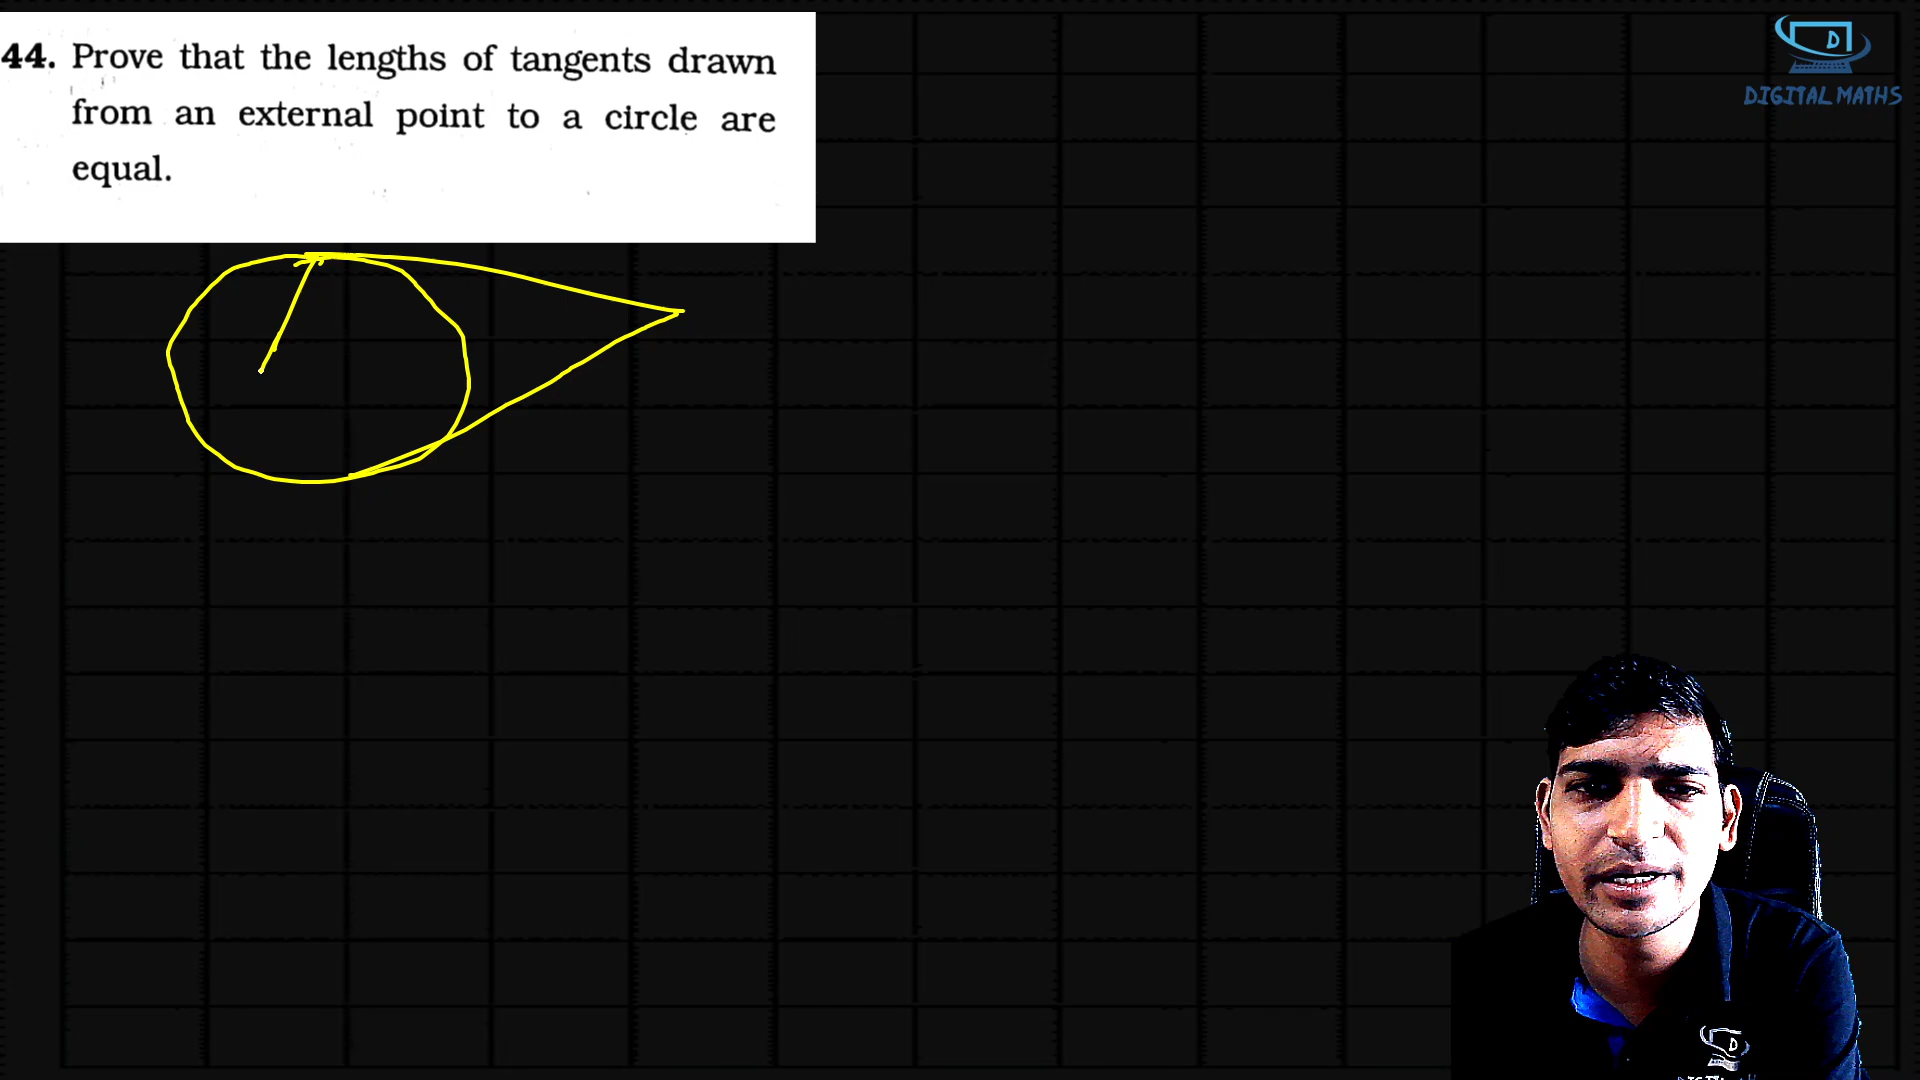 44. Prove that the lengths of tangents drawn
from an external point to a circle are
equal.
D
DIGITAL MATHS
D